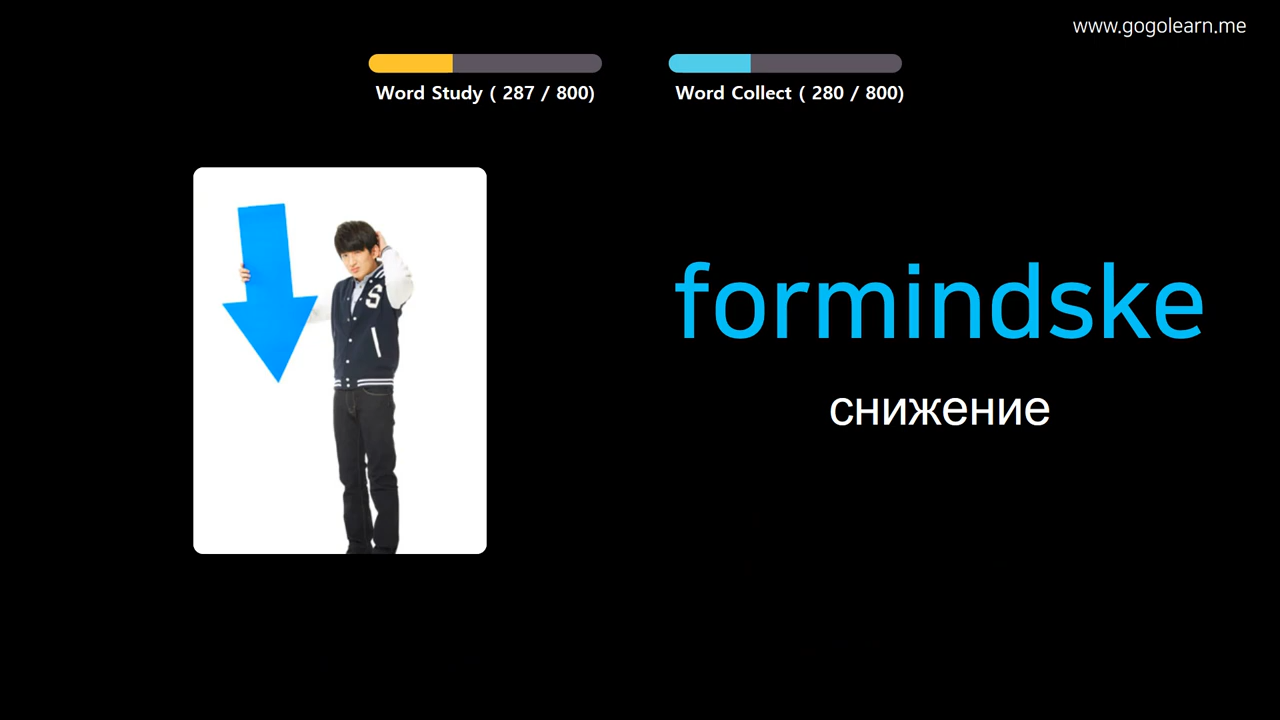 www.gogolearn.me
Word Study ( 287 / 800)
Word Collect ( 280 / 800)
S
formindske
снижение